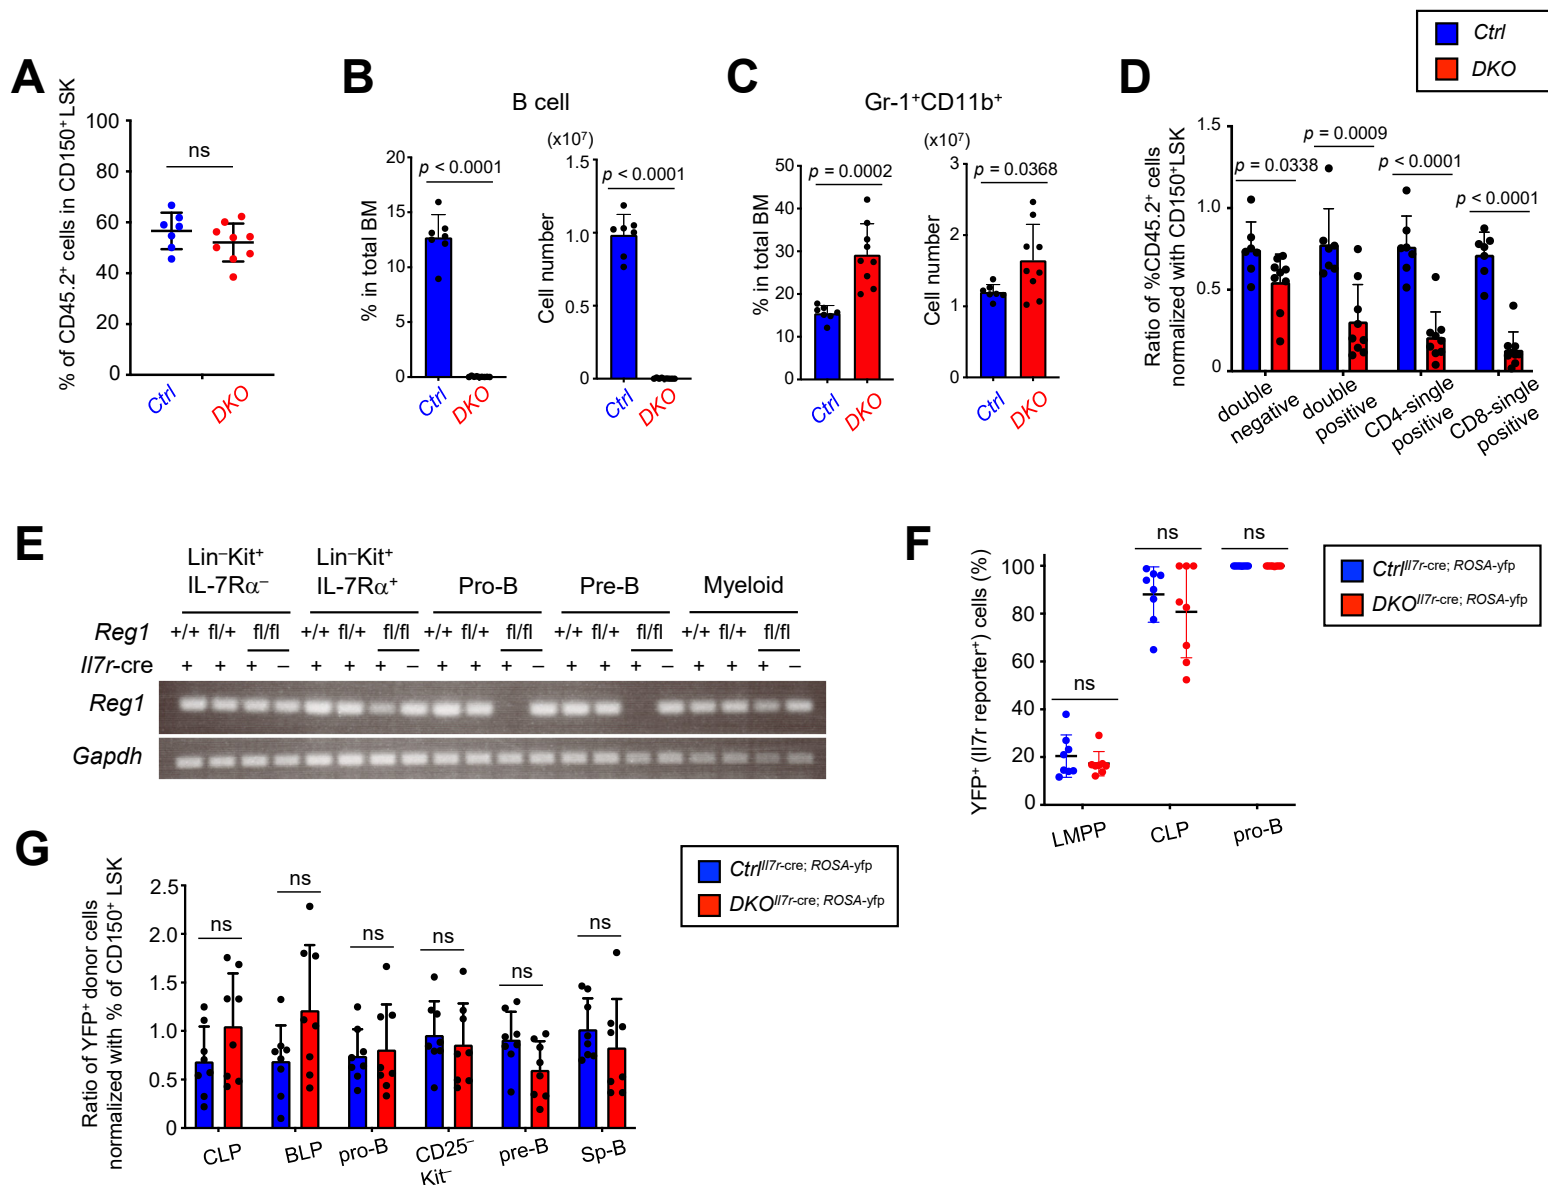 Ctrl
DKO
A
% of CD45.2⁺ cells in CD150⁺LSK
100
80
60
40
20
0
ns
Ctrl
DKO
B
B cell
% in total BM
20
15
10
5
0
p < 0.0001
Ctrl
DKO
(x10⁷)
Cell number
1.5
1.0
0.5
0
p < 0.0001
Ctrl
DKO
C
Gr-1⁺CD11b⁺
% in total BM
50
40
30
20
10
0
p = 0.0002
Ctrl
DKO
(x10⁷)
Cell number
3
2
1
0
p = 0.0368
Ctrl
DKO
D
Ratio of %CD45.2⁺ cells
normalized with CD150⁺LSK
1.5
1.0
0.5
0
p = 0.0338
p = 0.0009
p < 0.0001
p < 0.0001
double
negative
double
positive
CD4-single
positive
CD8-single
positive
E
Lin⁻Kit⁺
IL-7Rα⁻
Lin⁻Kit⁺
IL-7Rα⁺
Pro-B
Pre-B
Myeloid
Reg1 +/+ fl/+ fl/fl +/+ fl/+ fl/fl +/+ fl/+ fl/fl +/+ fl/+ fl/fl +/+ fl/+ fl/fl
Il7r-cre + + + – + + + – + + + – + + + – + + + –
Reg1
Gapdh
F
YFP⁺ (Il7r reporter⁺) cells (%)
100
80
60
40
20
0
ns
ns
ns
LMPP
CLP
pro-B
Ctrl^Il7r-cre; ROSA-yfp
DKO^Il7r-cre; ROSA-yfp
G
Ratio of YFP⁺ donor cells
normalized with % of CD150⁺ LSK
2.5
2.0
1.5
1.0
0.5
0
ns
ns
ns
ns
ns
ns
CLP
BLP
pro-B
CD25⁻
Kit⁻
pre-B
Sp-B
Ctrl^Il7r-cre; ROSA-yfp
DKO^Il7r-cre; ROSA-yfp